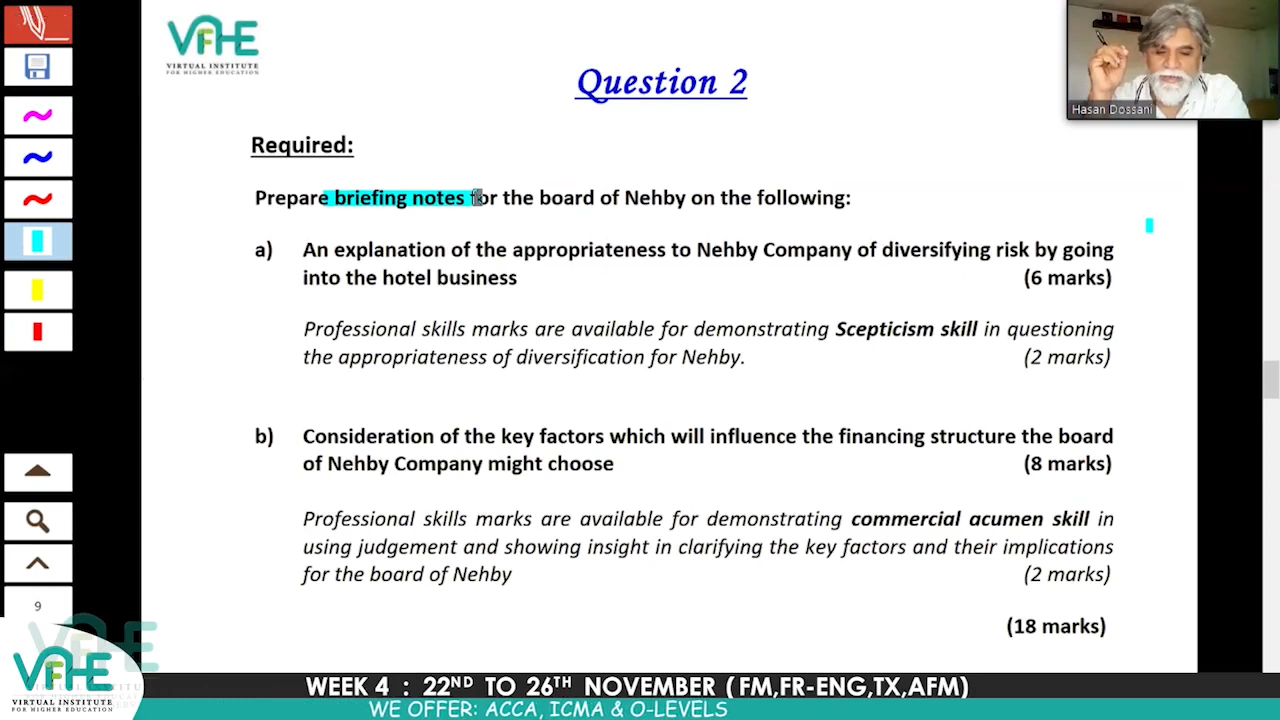 VFHE
VIRTUAL INSTITUTE
FOR HIGHER EDUCATION
Question 2
Hasan Dossani
Required:
Prepare briefing notes for the board of Nehby on the following:
a) An explanation of the appropriateness to Nehby Company of diversifying risk by going
into the hotel business (6 marks)
Professional skills marks are available for demonstrating Scepticism skill in questioning
the appropriateness of diversification for Nehby. (2 marks)
b) Consideration of the key factors which will influence the financing structure the board
of Nehby Company might choose (8 marks)
Professional skills marks are available for demonstrating commercial acumen skill in
using judgement and showing insight in clarifying the key factors and their implications
for the board of Nehby (2 marks)
9
(18 marks)
VFHE
VIRTUAL INSTITUTE
FOR HIGHER EDUCATION
WEEK 4 : 22ND TO 26TH NOVEMBER (FM,FR-ENG,TX,AFM)
WE OFFER: ACCA, ICMA & O-LEVELS